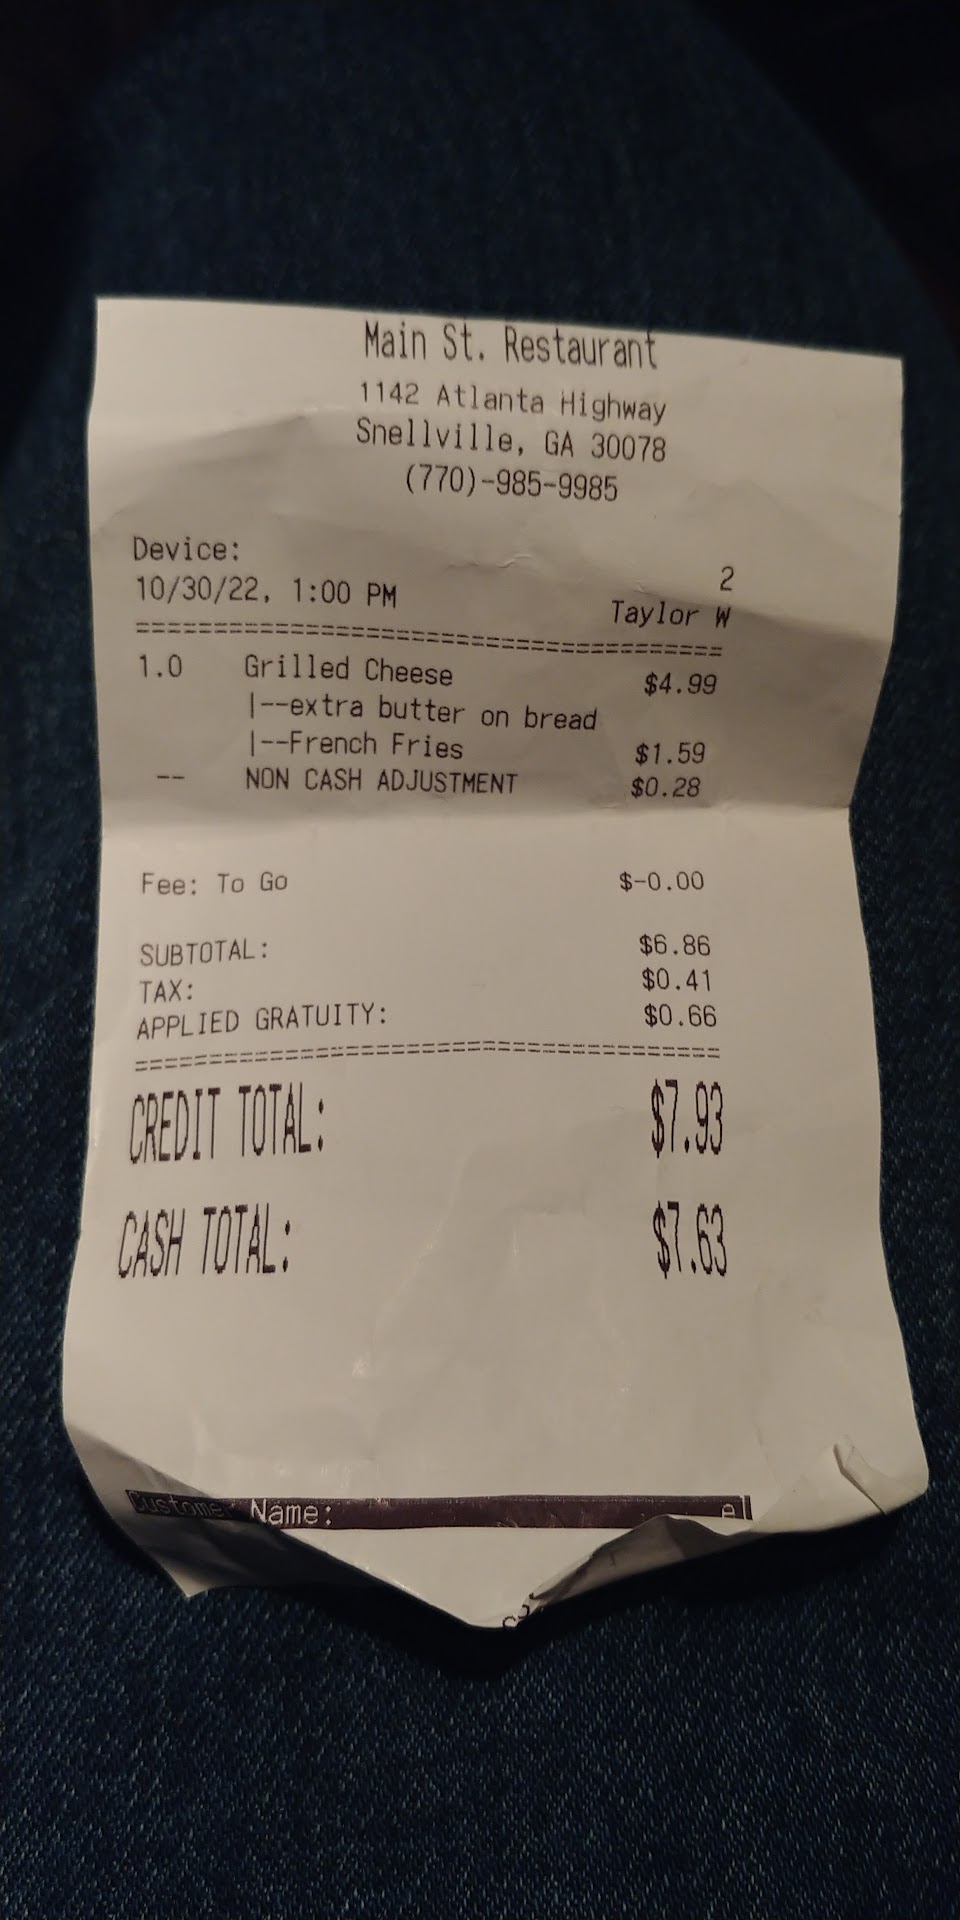 Main St. Restaurant
1142 Atlanta Highway
Snellville, GA 30078
(770)-985-9985
Device: 2
10/30/22, 1:00 PM Taylor W
======================================
1.0 Grilled Cheese $4.99
|--extra butter on bread
|--French Fries $1.59
-- NON CASH ADJUSTMENT $0.28
Fee: To Go $-0.00
SUBTOTAL: $6.86
TAX: $0.41
APPLIED GRATUITY: $0.66
======================================
CREDIT TOTAL: $7.93
CASH TOTAL: $7.63
Customer Name: